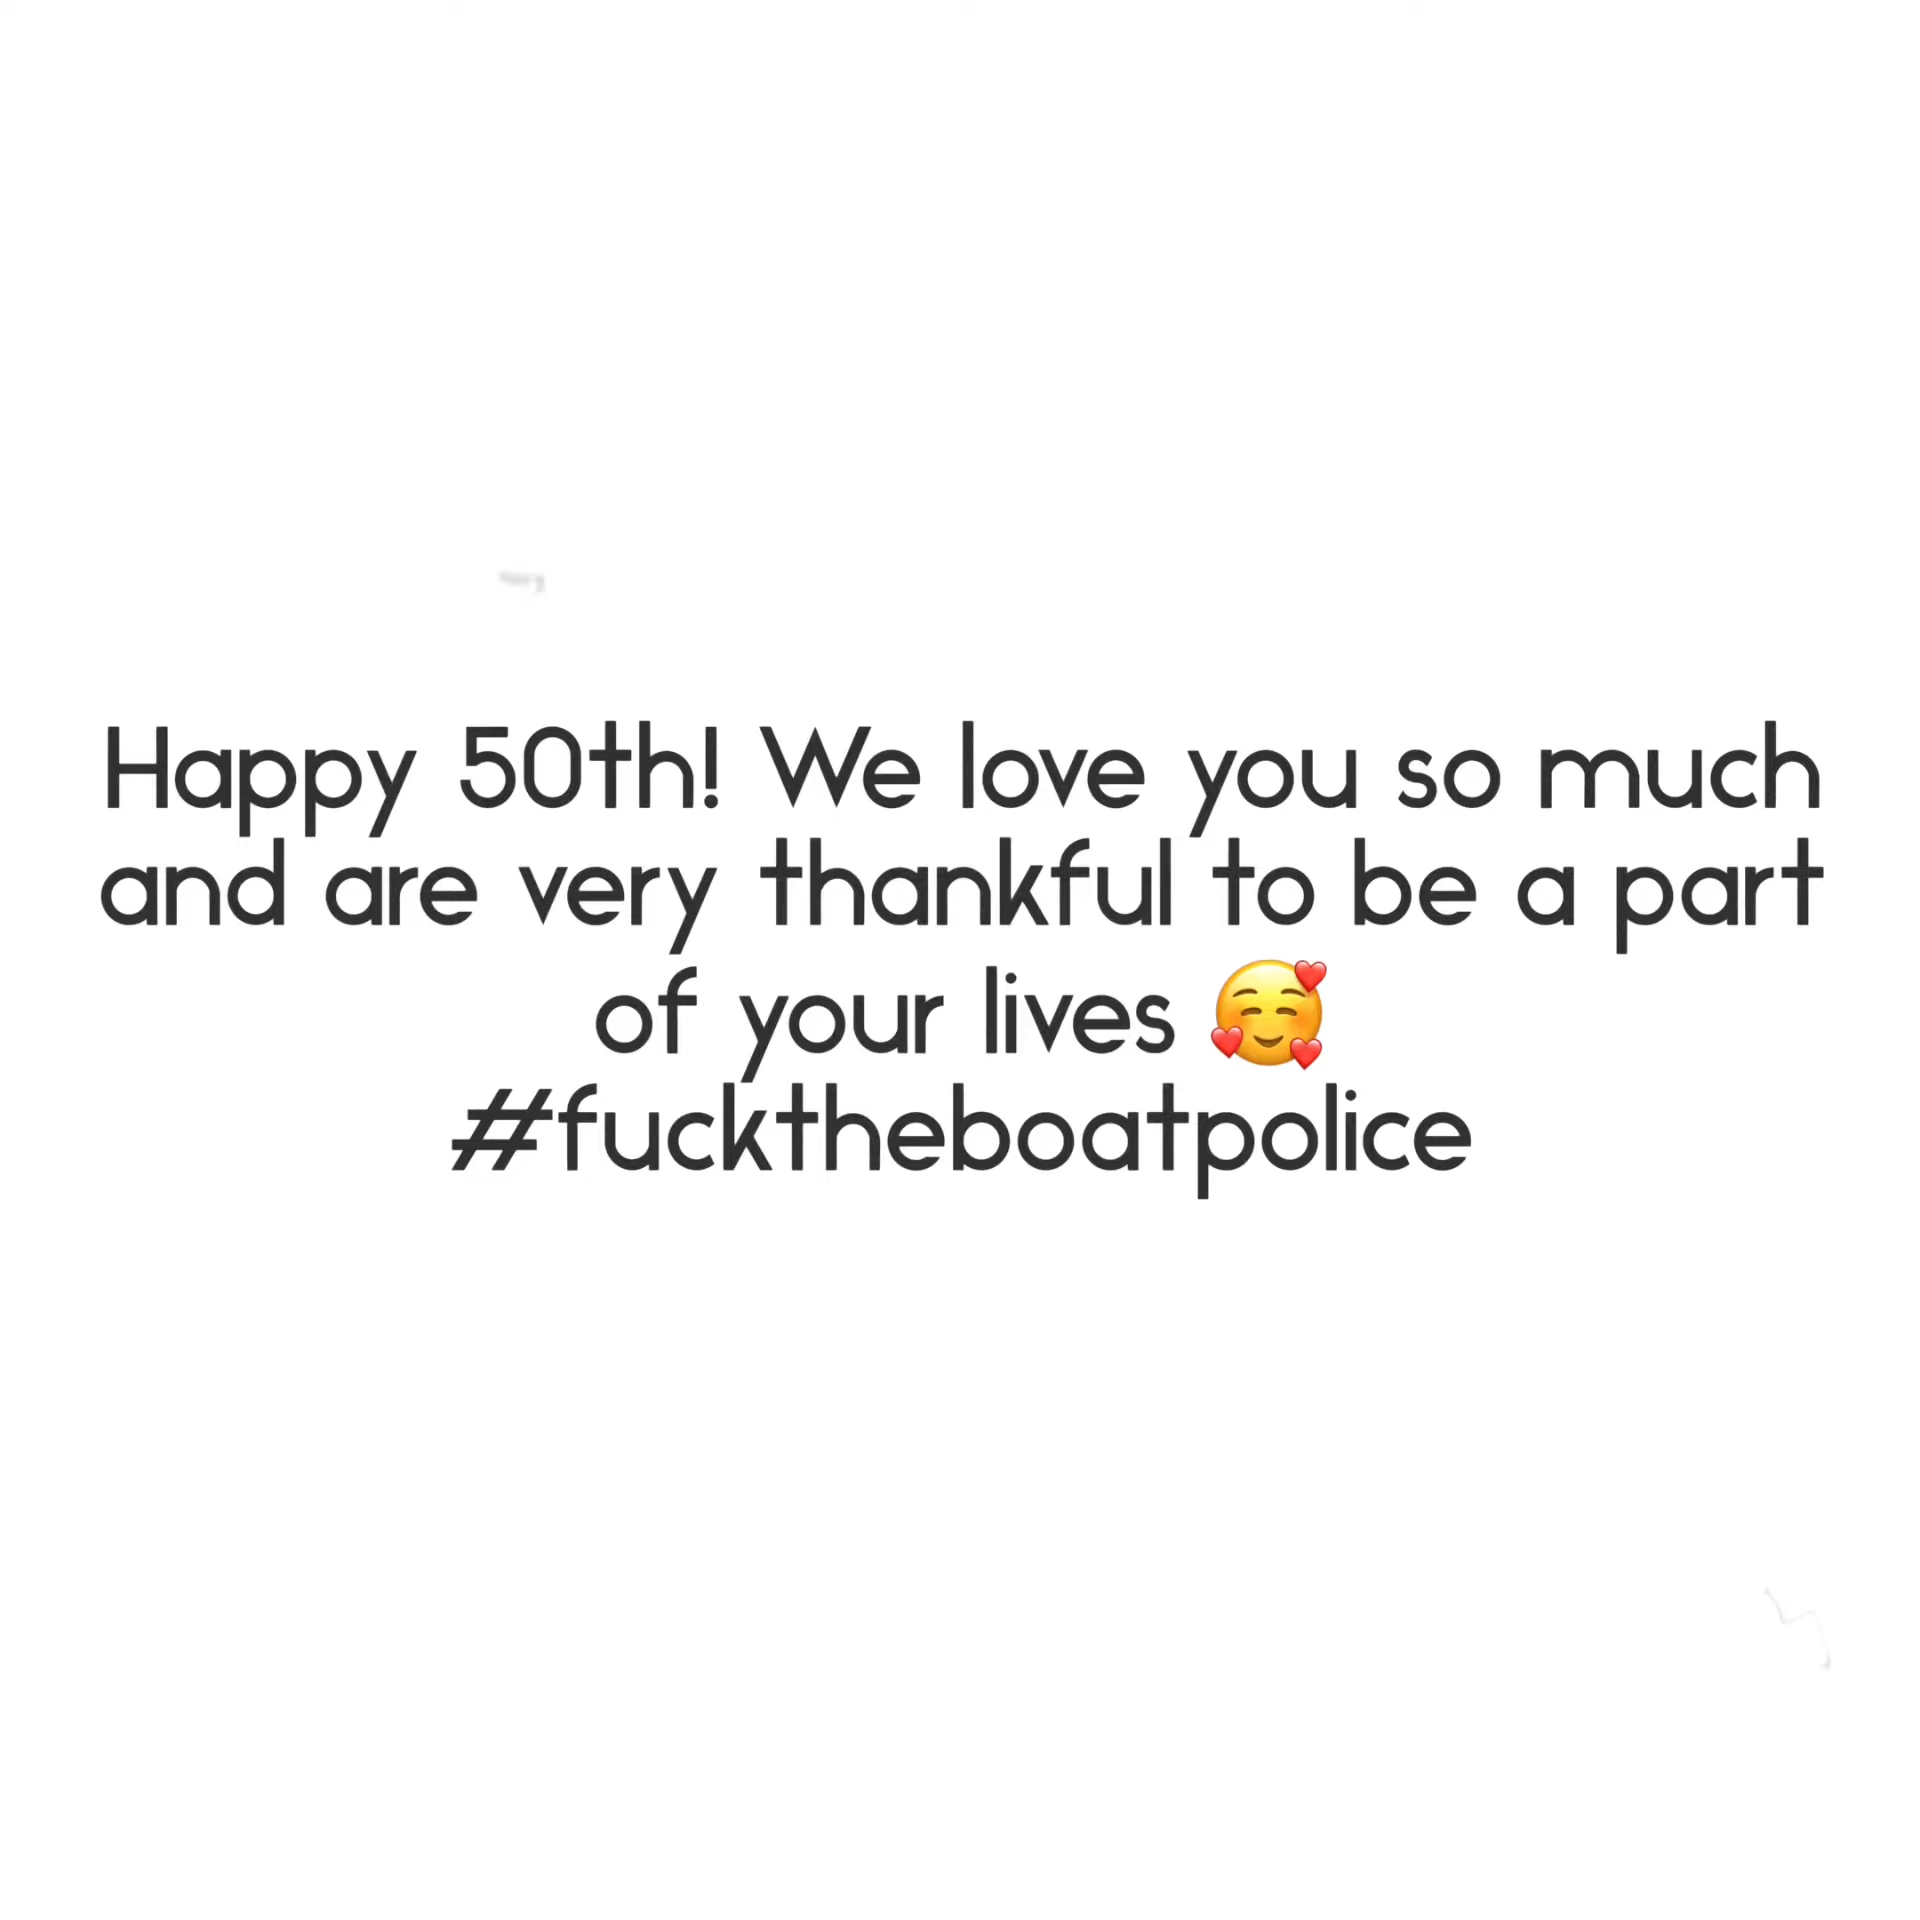 Happy 50th! We love you so much
and are very thankful to be a part
of your lives 🥰
#fucktheboatpolice